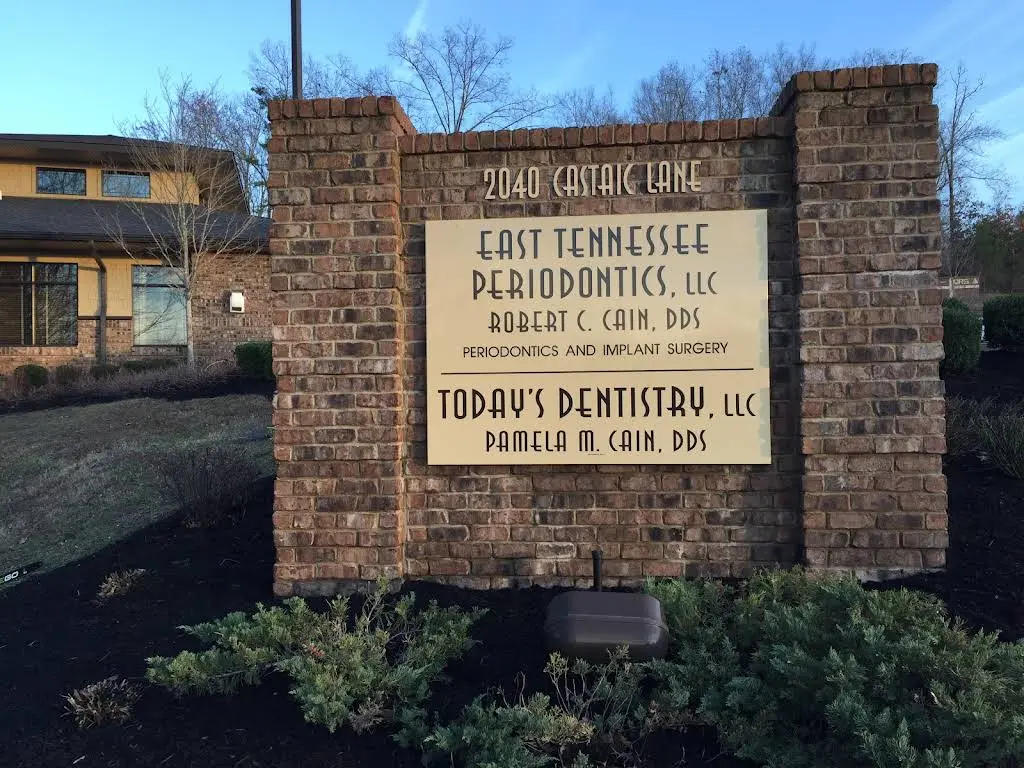 2040 CASTAIC LANE
EAST TENNESSEE
PERIODONTICS, LLC
ROBERT C. CAIN, DDS
PERIODONTICS AND IMPLANT SURGERY
TODAY'S DENTISTRY, LLC
PAMELA M. CAIN, DDS